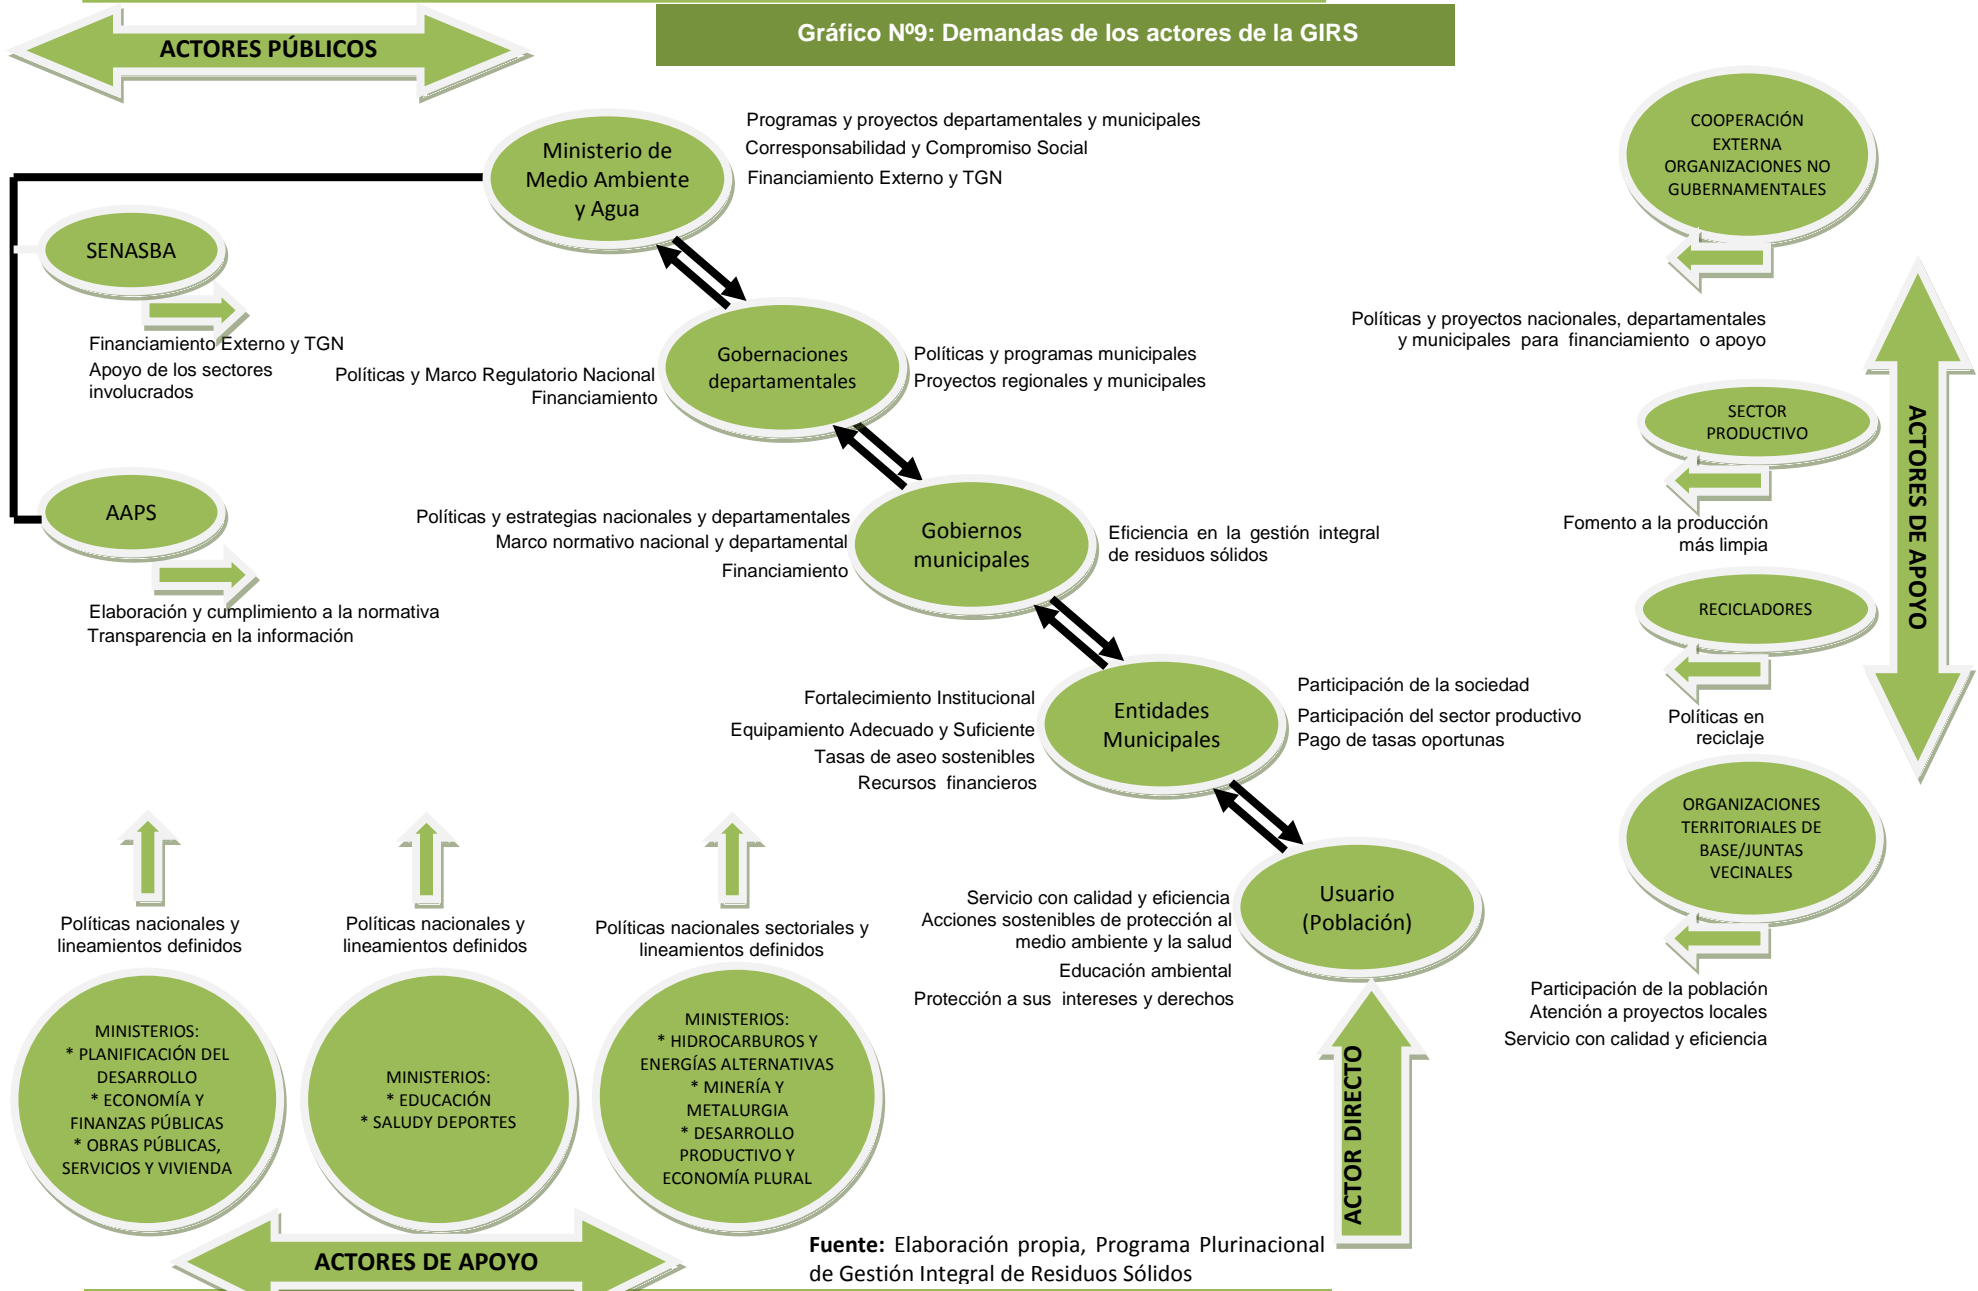 ACTORES PÚBLICOS
Gráfico Nº9: Demandas de los actores de la GIRS
Ministerio de
Medio Ambiente
y Agua
Programas y proyectos departamentales y municipales
Corresponsabilidad y Compromiso Social
Financiamiento Externo y TGN
COOPERACIÓN
EXTERNA
ORGANIZACIONES NO
GUBERNAMENTALES
Políticas y proyectos nacionales, departamentales
y municipales para financiamiento o apoyo
SENASBA
Financiamiento Externo y TGN
Apoyo de los sectores
involucrados
Políticas y Marco Regulatorio Nacional
Financiamiento
Gobernaciones
departamentales
Políticas y programas municipales
Proyectos regionales y municipales
SECTOR
PRODUCTIVO
Fomento a la producción
más limpia
ACTORES DE APOYO
AAPS
Elaboración y cumplimiento a la normativa
Transparencia en la información
Políticas y estrategias nacionales y departamentales
Marco normativo nacional y departamental
Financiamiento
Gobiernos
municipales
Eficiencia en la gestión integral
de residuos sólidos
RECICLADORES
Políticas en
reciclaje
Fortalecimiento Institucional
Equipamiento Adecuado y Suficiente
Tasas de aseo sostenibles
Recursos financieros
Entidades
Municipales
Participación de la sociedad
Participación del sector productivo
Pago de tasas oportunas
ORGANIZACIONES
TERRITORIALES DE
BASE/JUNTAS
VECINALES
Participación de la población
Atención a proyectos locales
Servicio con calidad y eficiencia
Servicio con calidad y eficiencia
Acciones sostenibles de protección al
medio ambiente y la salud
Educación ambiental
Protección a sus intereses y derechos
Usuario
(Población)
ACTOR DIRECTO
Políticas nacionales y
lineamientos definidos
MINISTERIOS:
* PLANIFICACIÓN DEL
DESARROLLO
* ECONOMÍA Y
FINANZAS PÚBLICAS
* OBRAS PÚBLICAS,
SERVICIOS Y VIVIENDA
Políticas nacionales y
lineamientos definidos
MINISTERIOS:
* EDUCACIÓN
* SALUDY DEPORTES
Políticas nacionales sectoriales y
lineamientos definidos
MINISTERIOS:
* HIDROCARBUROS Y
ENERGÍAS ALTERNATIVAS
* MINERÍA Y
METALURGIA
* DESARROLLO
PRODUCTIVO Y
ECONOMÍA PLURAL
ACTORES DE APOYO
Fuente: Elaboración propia, Programa Plurinacional
de Gestión Integral de Residuos Sólidos